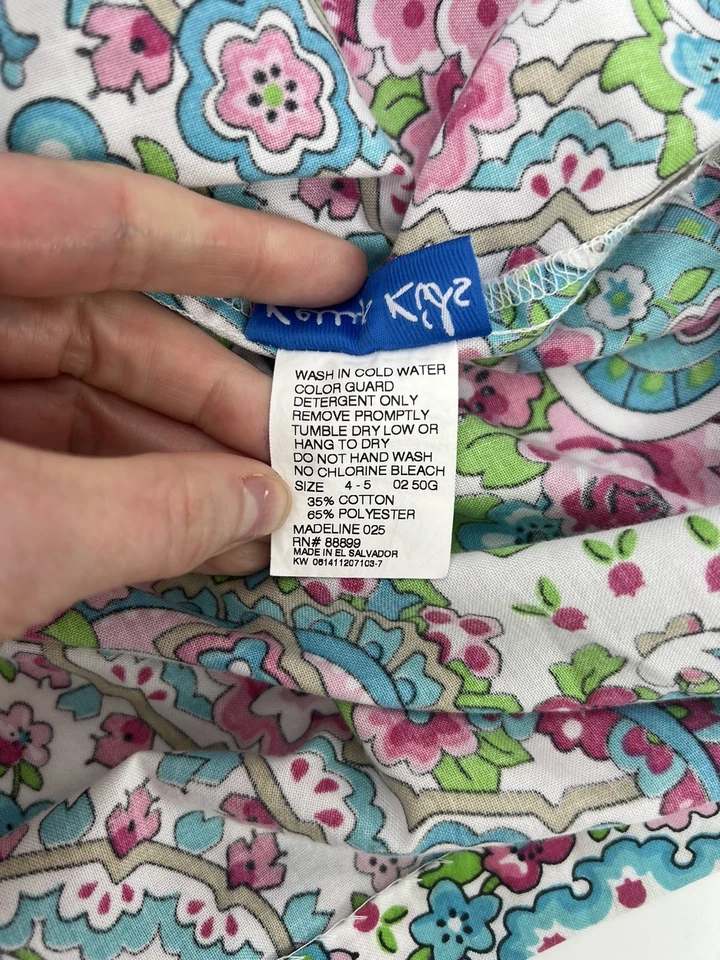 Kidz
WASH IN COLD WATER
COLOR GUARD
DETERGENT ONLY
REMOVE PROMPTLY
TUMBLE DRY LOW OR
HANG TO DRY
DO NOT HAND WASH
NO CHLORINE BLEACH
SIZE 4 - 5 02 50G
35% COTTON
65% POLYESTER
MADELINE 025
RN# 88899
MADE IN EL SALVADOR
KW 061411207103-7